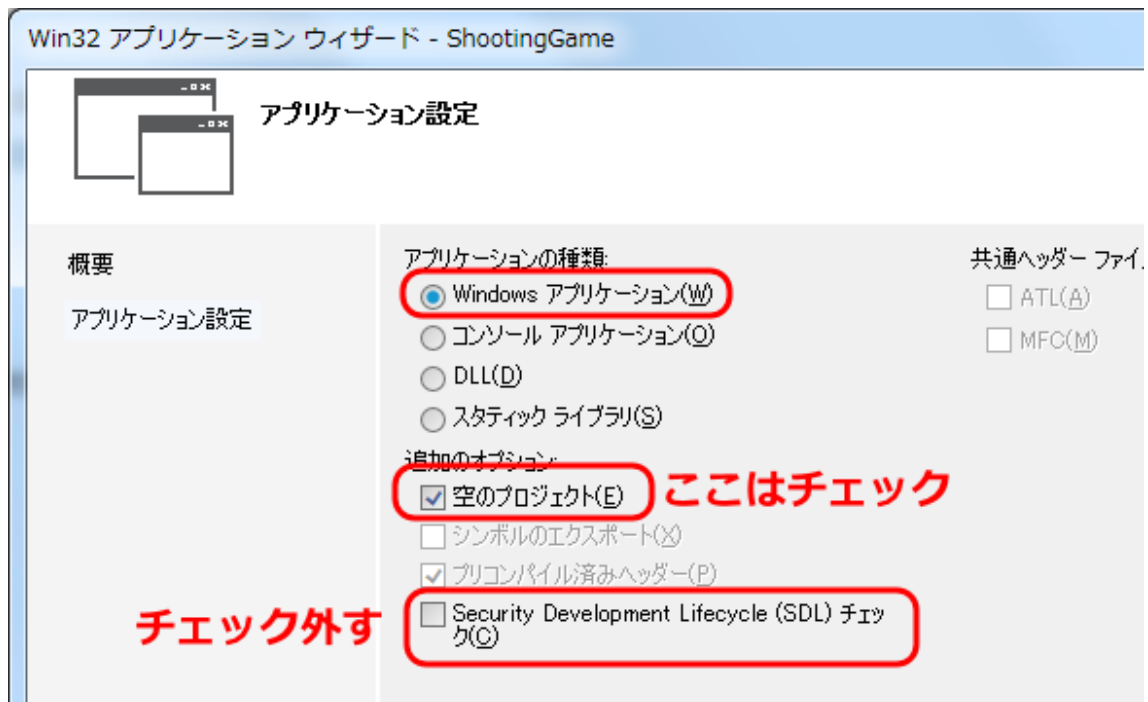 Win32 アプリケーション ウィザード - ShootingGame
アプリケーション設定
概要
アプリケーション設定
アプリケーションの種類:
Windows アプリケーション(W)
コンソール アプリケーション(O)
DLL(D)
スタティック ライブラリ(S)
追加のオプション:
空のプロジェクト(E)
ここはチェック
シンボルのエクスポート(X)
プリコンパイル済みヘッダー(P)
チェック外す
Security Development Lifecycle (SDL) チェッ
ク(C)
共通ヘッダー ファイ
ATL(A)
MFC(M)